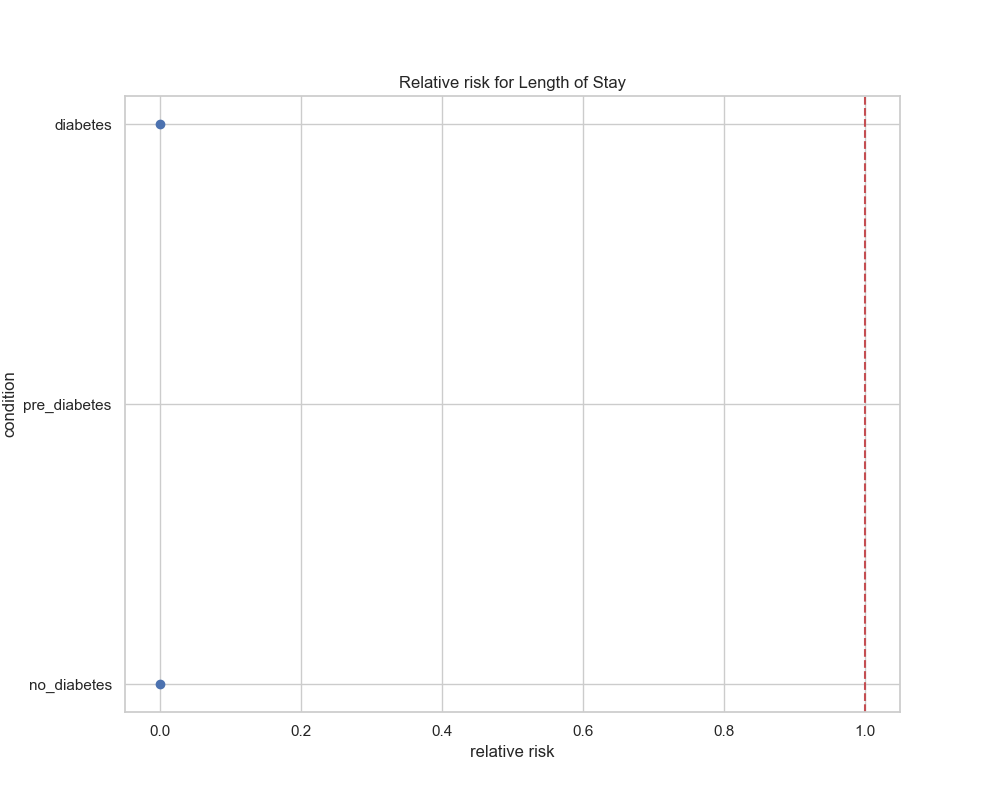 Relative risk for Length of Stay
diabetes
pre_diabetes
no_diabetes
condition
0.0 0.2 0.4 0.6 0.8 1.0
relative risk